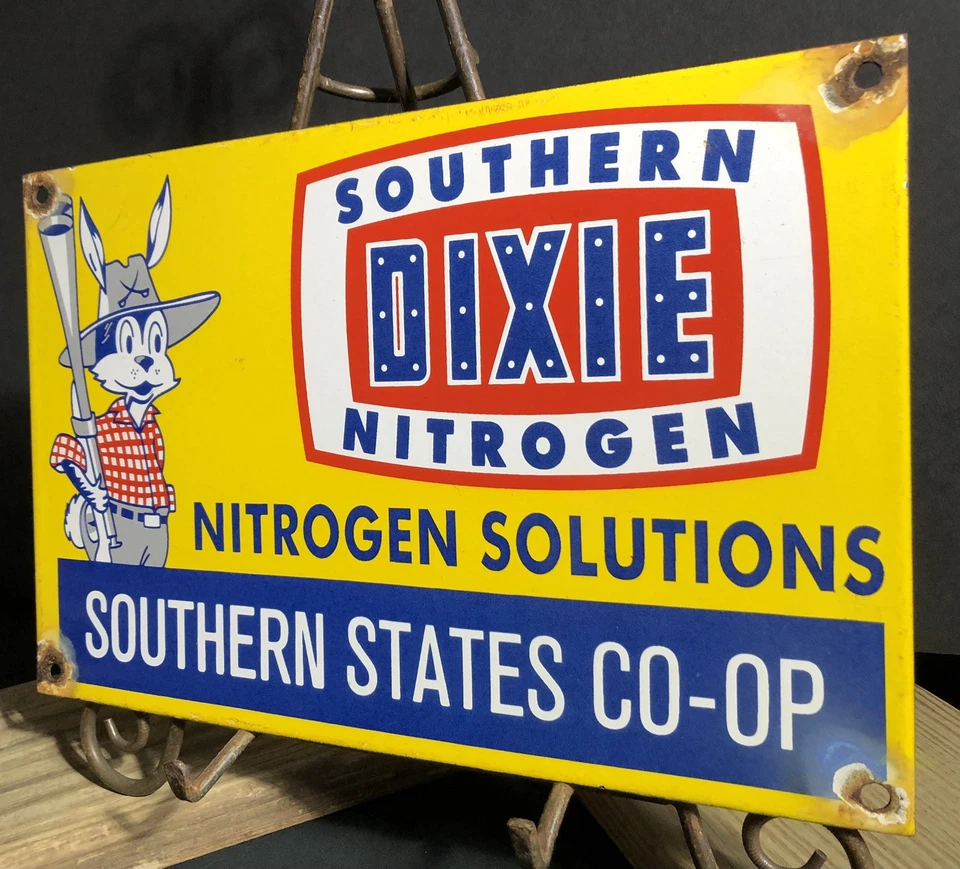 SOUTHERN
DIXIE
NITROGEN
NITROGEN SOLUTIONS
SOUTHERN STATES CO-OP